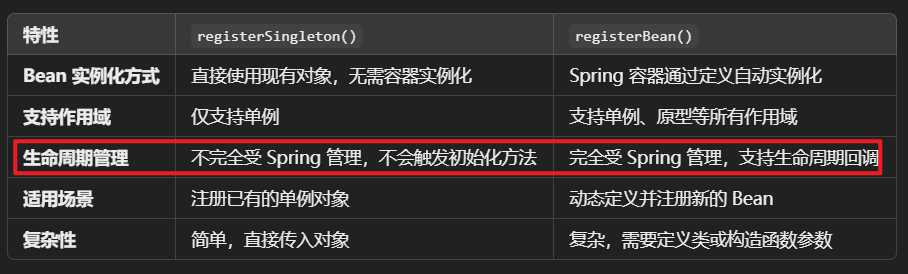 特性 registerSingleton() registerBean()
Bean 实例化方式 直接使用现有对象，无需容器实例化 Spring 容器通过定义自动实例化
支持作用域 仅支持单例 支持单例、原型等所有作用域
生命周期管理 不完全受 Spring 管理，不会触发初始化方法 完全受 Spring 管理，支持生命周期回调
适用场景 注册已有的单例对象 动态定义并注册新的 Bean
复杂性 简单，直接传入对象 复杂，需要定义类或构造函数参数